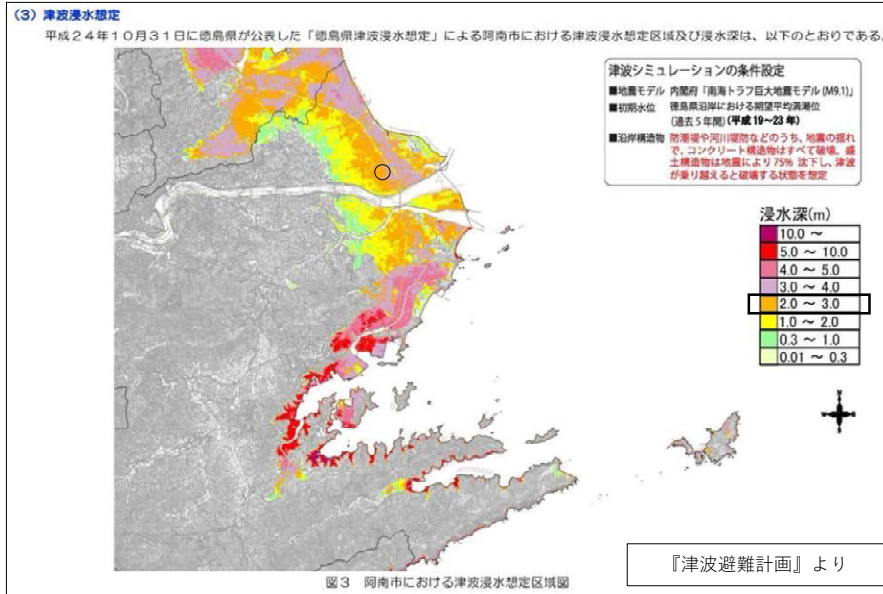 (3)津波浸水想定
平成24年10月31日に徳島県が公表した「徳島県津波浸水想定」による阿南市における津波浸水想定区域及び浸水深は、以下のとおりである。
津波シミュレーションの条件設定
■地震モデル 内閣府「南海トラフ巨大地震モデル(M9.1)」
■初期水位 徳島県沿岸における期望平均満潮位
(過去5年間)(平成19~23年)
■沿岸構造物 防潮堤や河川堤防などのうち、地震の揺れ
で、コンクリート構造物はすべて破壊。盛
土構造物は地震により75% 沈下し、津波
が乗り越えると破壊する状態を想定
浸水深(m)
10.0 ~
5.0 ~ 10.0
4.0 ~ 5.0
3.0 ~ 4.0
2.0 ~ 3.0
1.0 ~ 2.0
0.3 ~ 1.0
0.01 ~ 0.3
図3 阿南市における津波浸水想定区域図
『津波避難計画』より